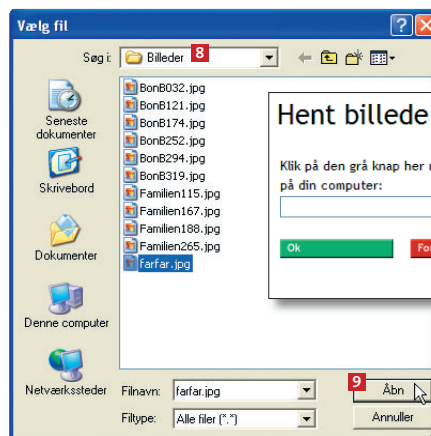 Vælg fil
Søg i: Billeder 8
BonB032.jpg
BonB121.jpg
BonB174.jpg
BonB252.jpg
BonB294.jpg
BonB319.jpg
Familien115.jpg
Familien167.jpg
Familien188.jpg
Familien265.jpg
farfar.jpg
Seneste
dokumenter
Skrivebord
Dokumenter
Denne computer
Netværkssteder
Hent billede
Klik på den grå knap her
på din computer:
Ok
Filnavn: farfar.jpg
9 Åbn
Filtype: Alle filer (*.*)
Annuller